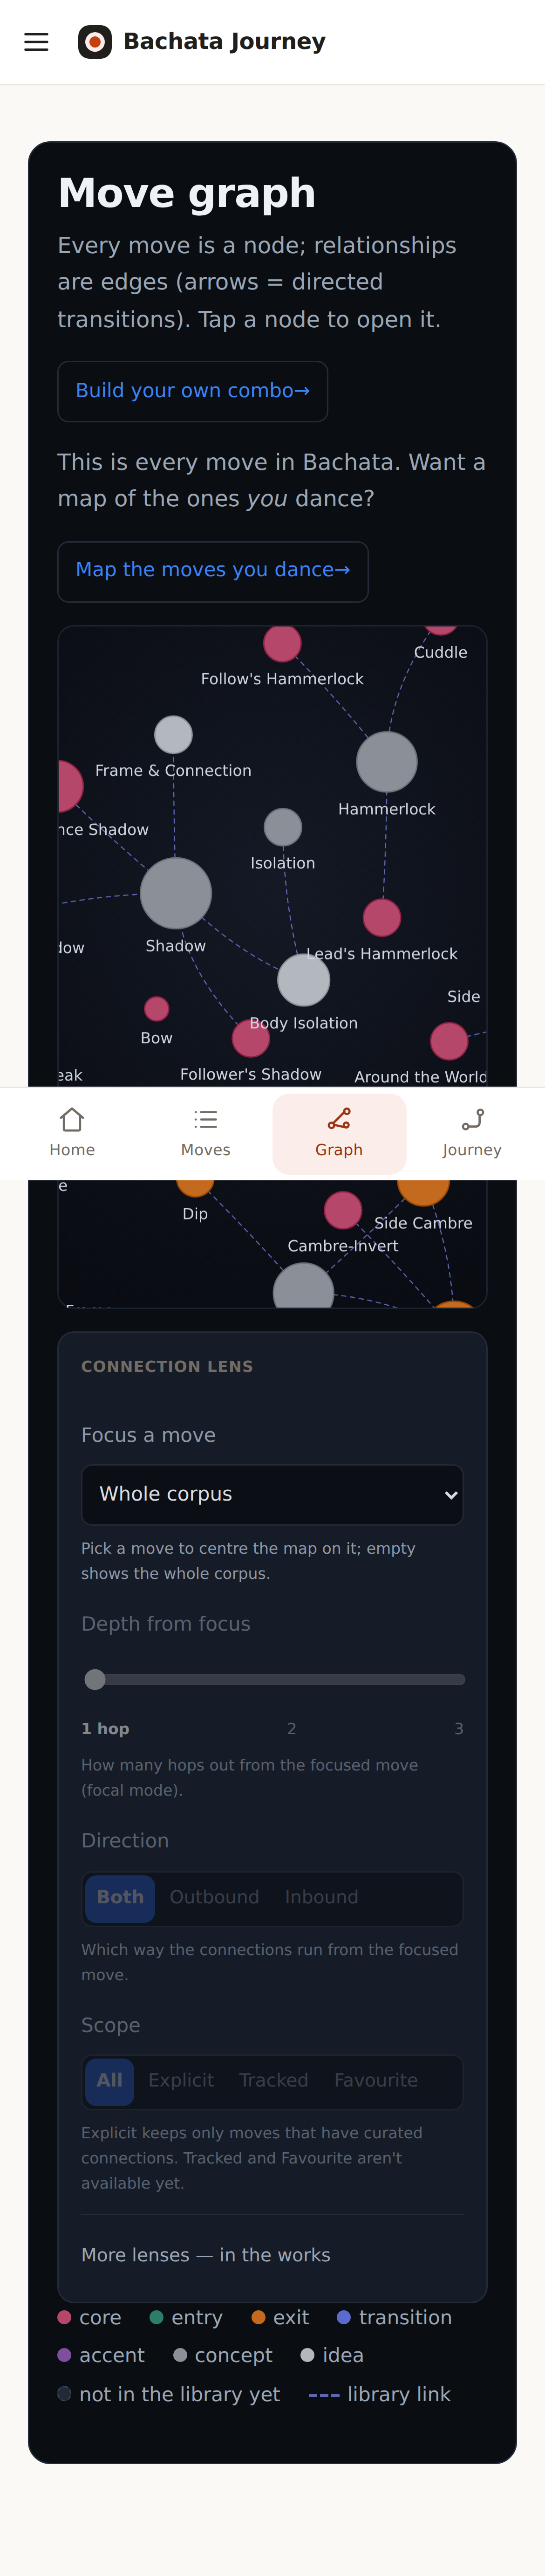 Bachata Journey
Move graph
Every move is a node; relationships
are edges (arrows = directed
transitions). Tap a node to open it.
Build your own combo→
This is every move in Bachata. Want a
map of the ones you dance?
Map the moves you dance→
Cuddle
Follow's Hammerlock
Frame & Connection
Hammerlock
nce Shadow
Isolation
Shadow
dow
Lead's Hammerlock
Side
Body Isolation
Bow
Follower's Shadow
Around the World
eak
Home
Moves
Graph
Journey
e
Dip
Side Cambre
Cambre-Invert
CONNECTION LENS
Focus a move
Whole corpus
Pick a move to centre the map on it; empty
shows the whole corpus.
Depth from focus
1 hop 2 3
How many hops out from the focused move
(focal mode).
Direction
Both Outbound Inbound
Which way the connections run from the focused
move.
Scope
All Explicit Tracked Favourite
Explicit keeps only moves that have curated
connections. Tracked and Favourite aren't
available yet.
More lenses — in the works
core entry exit transition
accent concept idea
not in the library yet library link